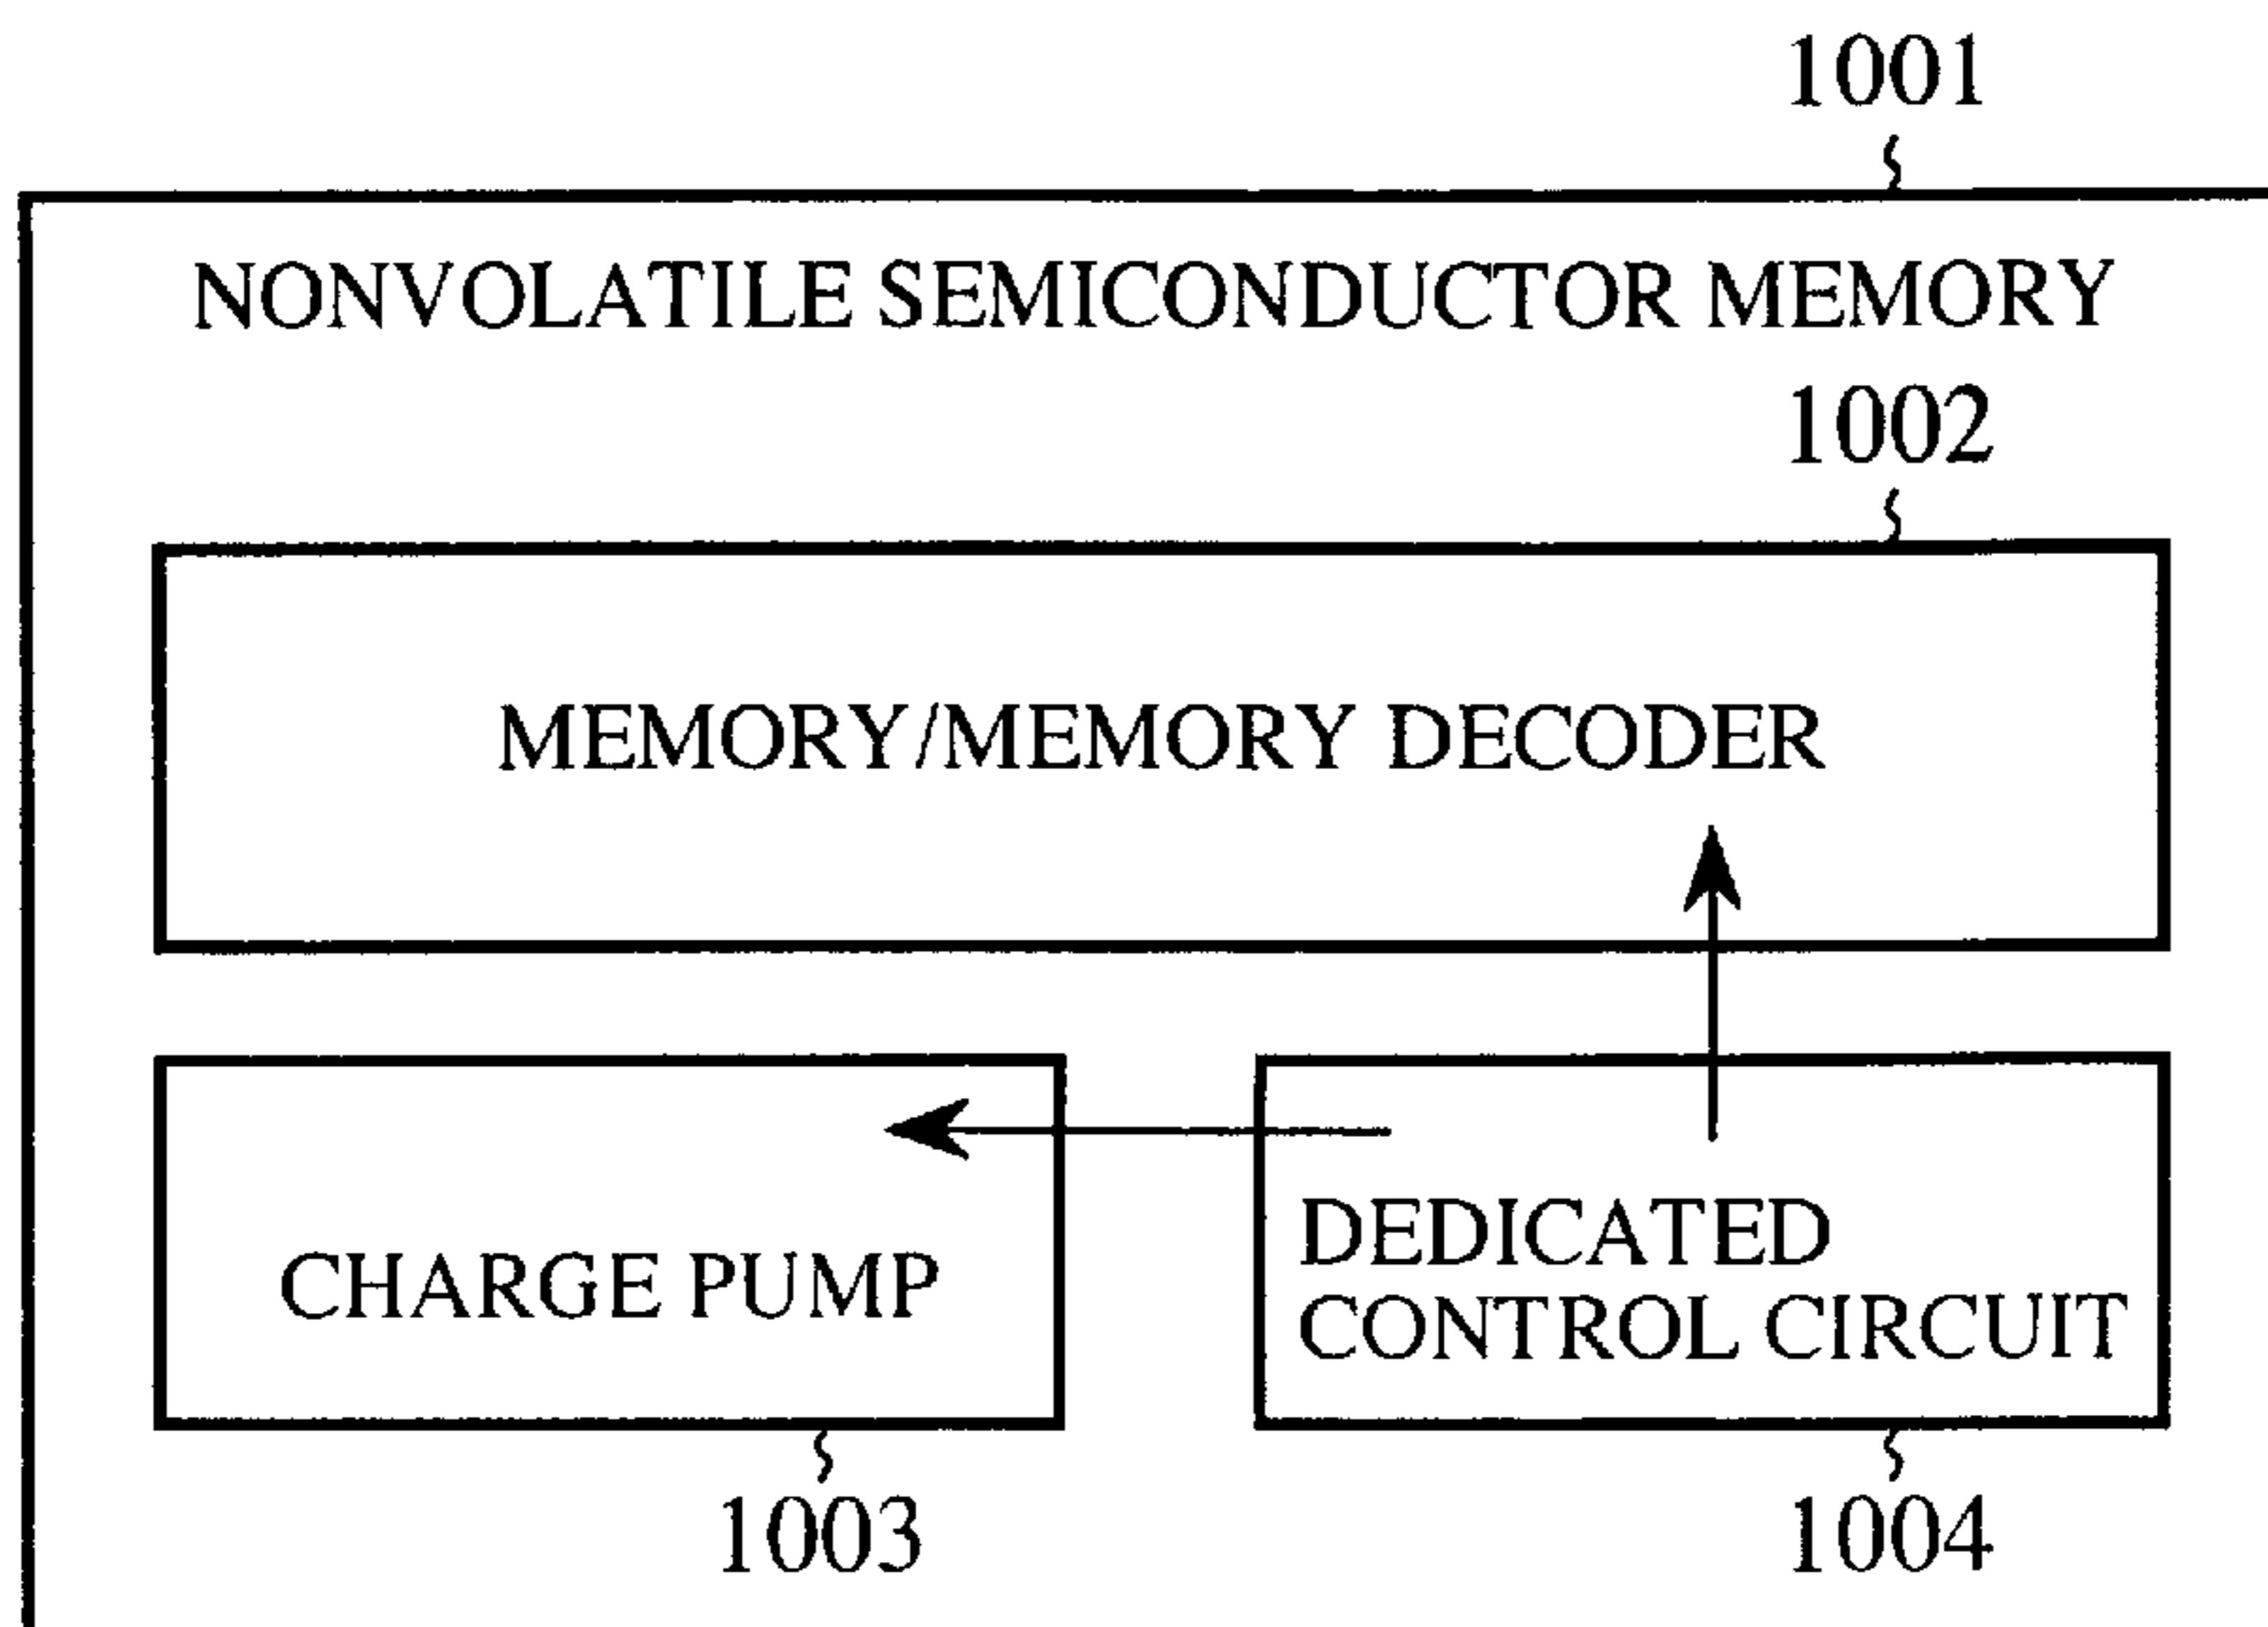 1001
NONVOLATILE SEMICONDUCTOR MEMORY
1002
MEMORY/MEMORY DECODER
CHARGE PUMP
DEDICATED
CONTROL CIRCUIT
1003
1004